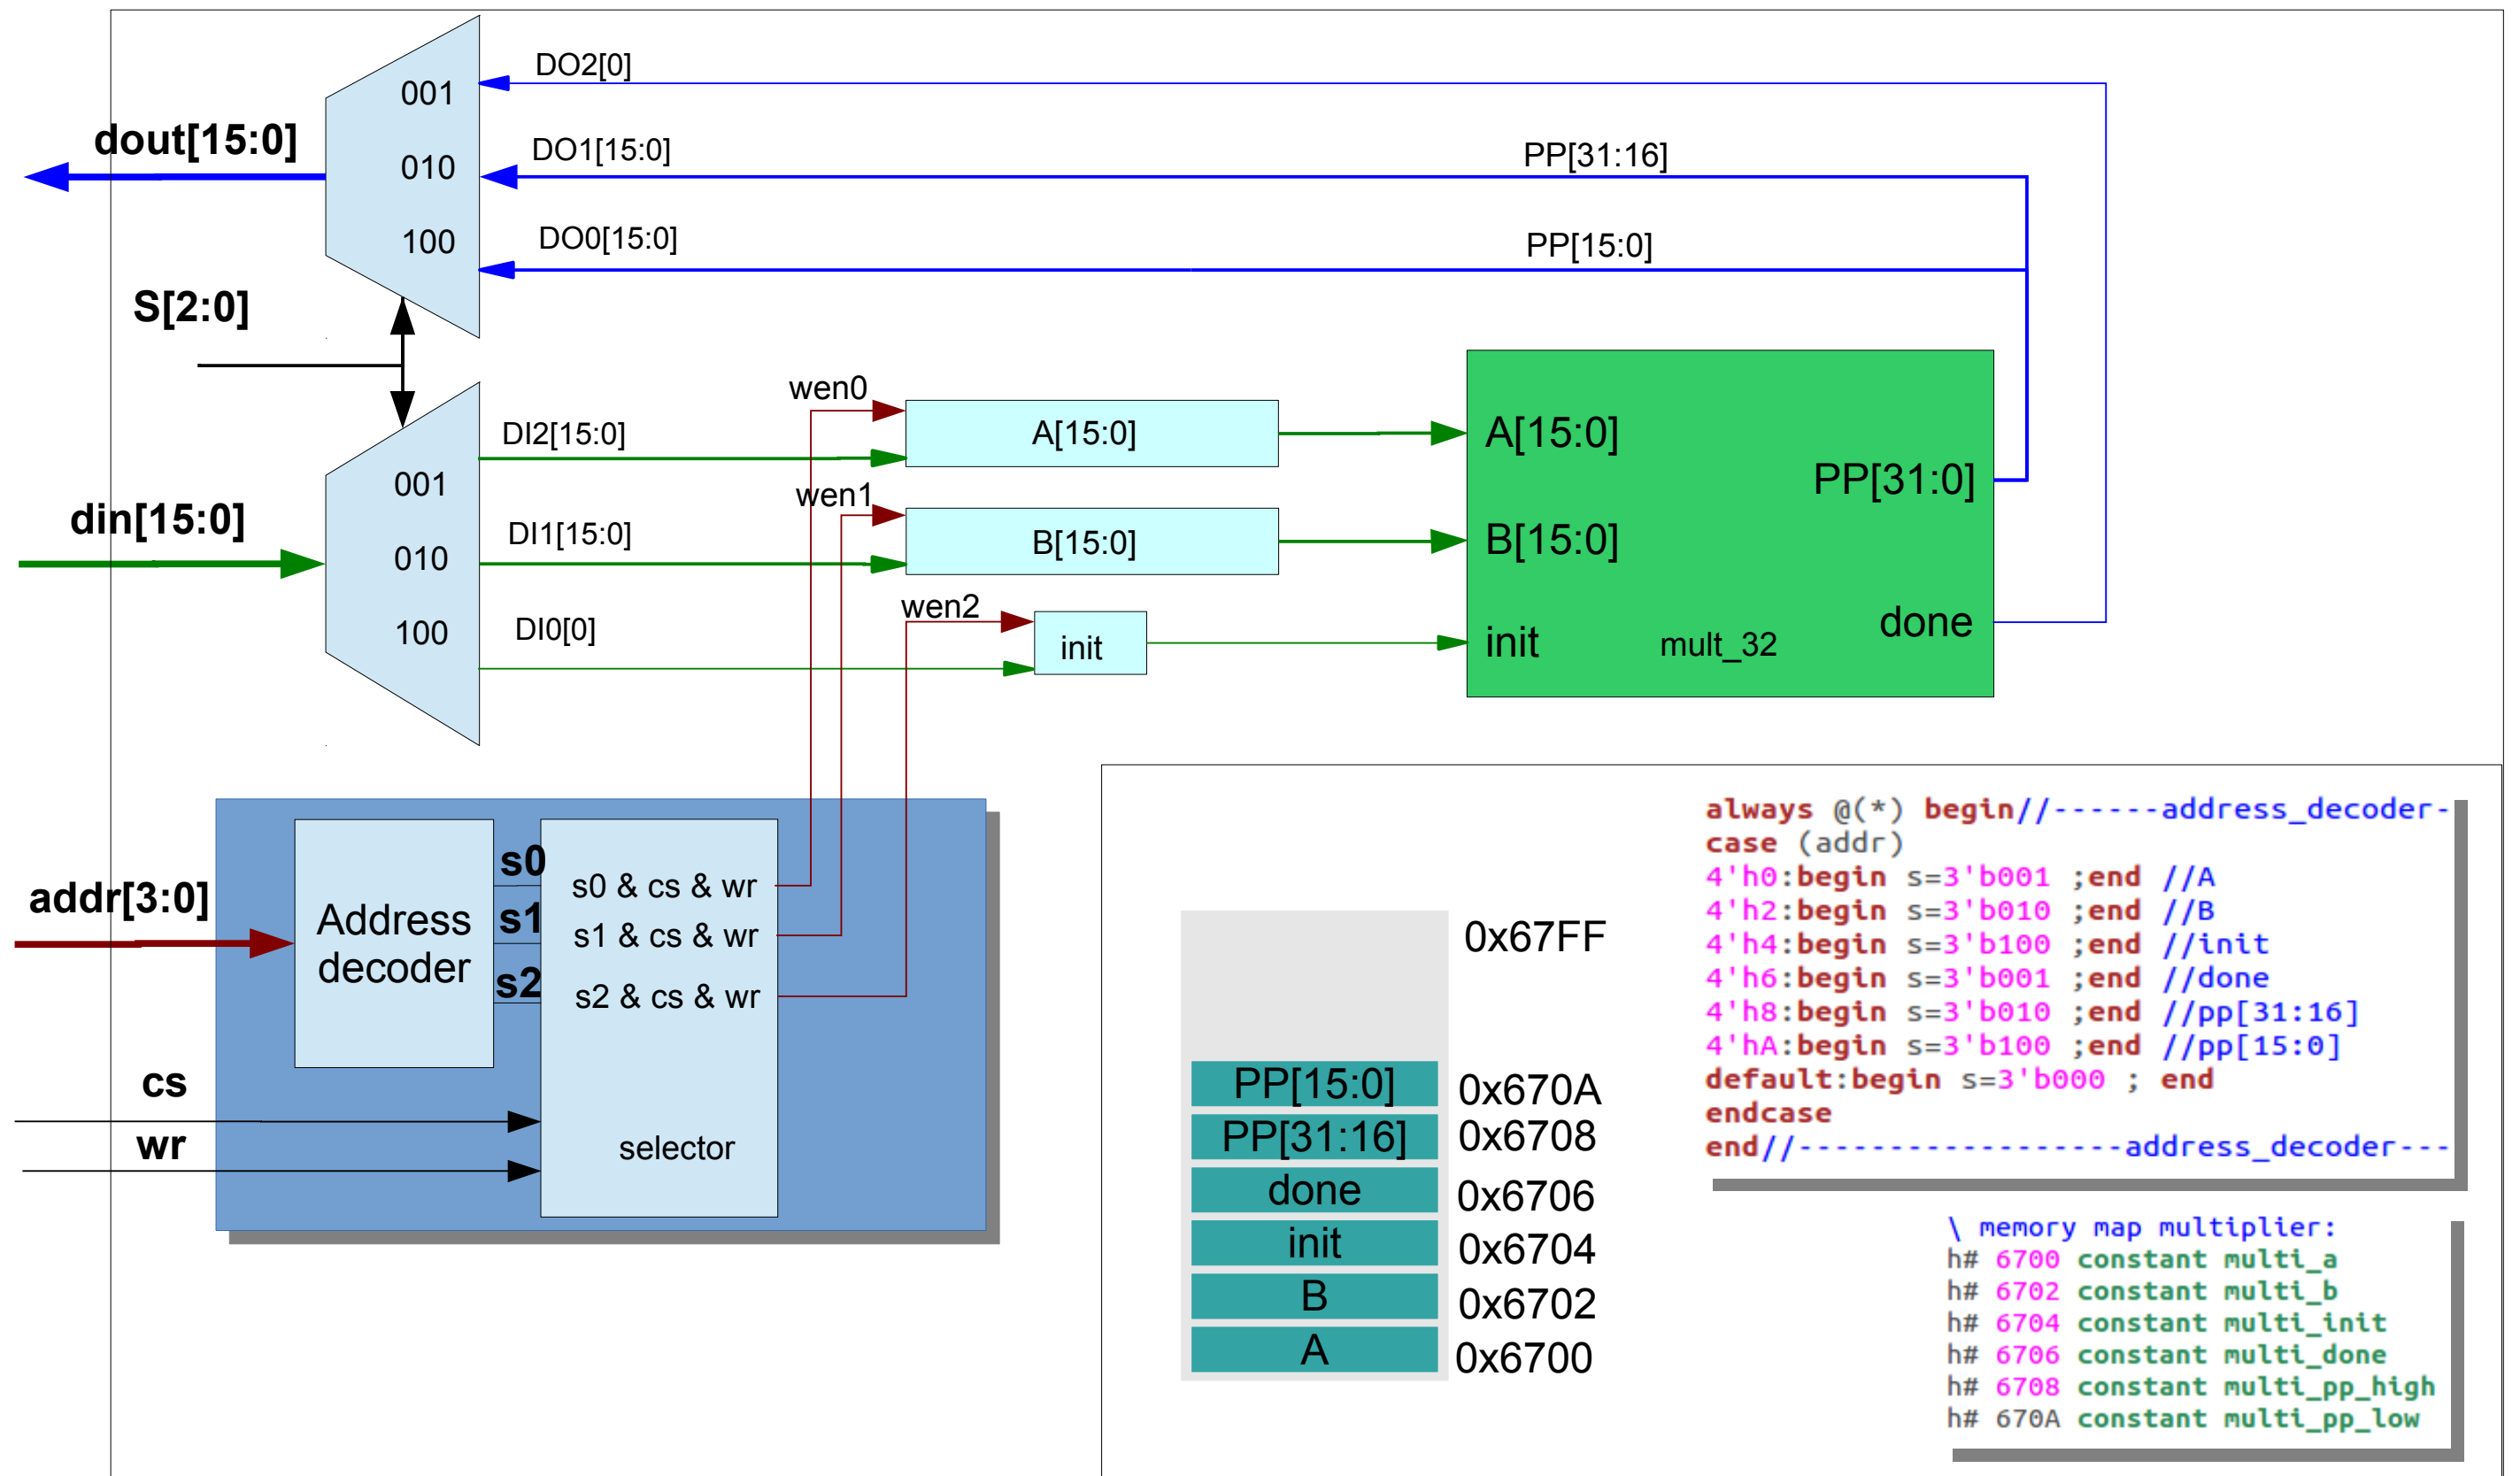 DO2[0]
001
dout[15:0]
DO1[15:0]
PP[31:16]
010
DO0[15:0]
PP[15:0]
100
S[2:0]
wen0
DI2[15:0]
A[15:0]
A[15:0]
001
PP[31:0]
wen1
din[15:0]
DI1[15:0]
B[15:0]
B[15:0]
010
wen2
DI0[0]
100
init
init
mult_32
done
s0
s0 & cs & wr
addr[3:0]
Address
decoder
s1
s1 & cs & wr
s2
s2 & cs & wr
cs
wr
selector
0x67FF
PP[15:0] 0x670A
PP[31:16] 0x6708
done 0x6706
init 0x6704
B 0x6702
A 0x6700
always @(*) begin//------address_decoder-
case (addr)
4'h0:begin s=3'b001 ;end //A
4'h2:begin s=3'b010 ;end //B
4'h4:begin s=3'b100 ;end //init
4'h6:begin s=3'b001 ;end //done
4'h8:begin s=3'b010 ;end //pp[31:16]
4'hA:begin s=3'b100 ;end //pp[15:0]
default:begin s=3'b000 ; end
endcase
end//------------------address_decoder---
\ memory map multiplier:
h# 6700 constant multi_a
h# 6702 constant multi_b
h# 6704 constant multi_init
h# 6706 constant multi_done
h# 6708 constant multi_pp_high
h# 670A constant multi_pp_low